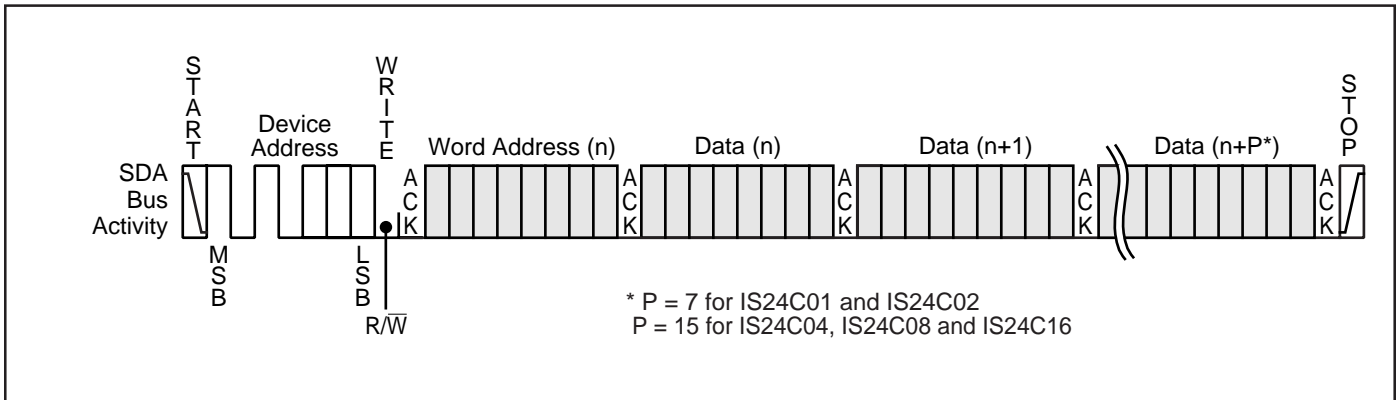 START
WRITE
STOP
Device
Address
Word Address (n)
Data (n)
Data (n+1)
Data (n+P*)
SDA
Bus
Activity
ACK
ACK
ACK
ACK
ACK
MSB
LSB
R/W̅
* P = 7 for IS24C01 and IS24C02
P = 15 for IS24C04, IS24C08 and IS24C16